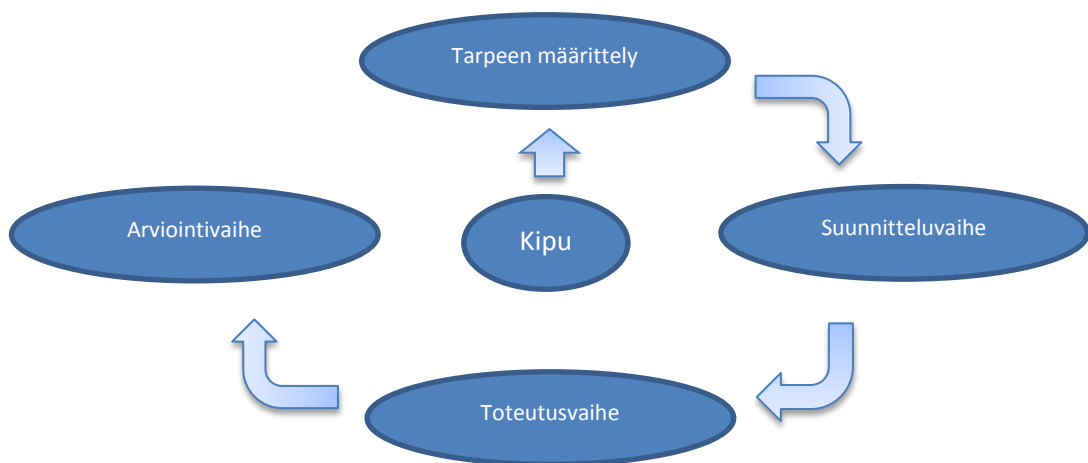 Tarpeen määrittely
Arviointivaihe
Kipu
Suunnitteluvaihe
Toteutusvaihe